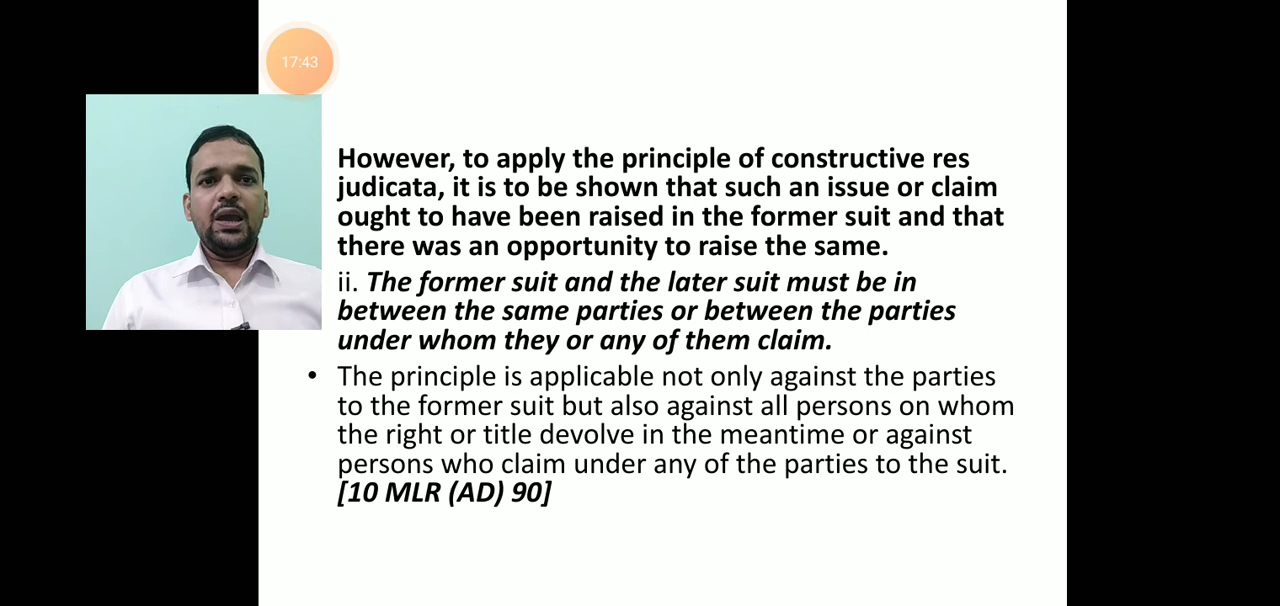 17:43
However, to apply the principle of constructive res
judicata, it is to be shown that such an issue or claim
ought to have been raised in the former suit and that
there was an opportunity to raise the same.
ii. The former suit and the later suit must be in
between the same parties or between the parties
under whom they or any of them claim.
• The principle is applicable not only against the parties
to the former suit but also against all persons on whom
the right or title devolve in the meantime or against
persons who claim under any of the parties to the suit.
[10 MLR (AD) 90]